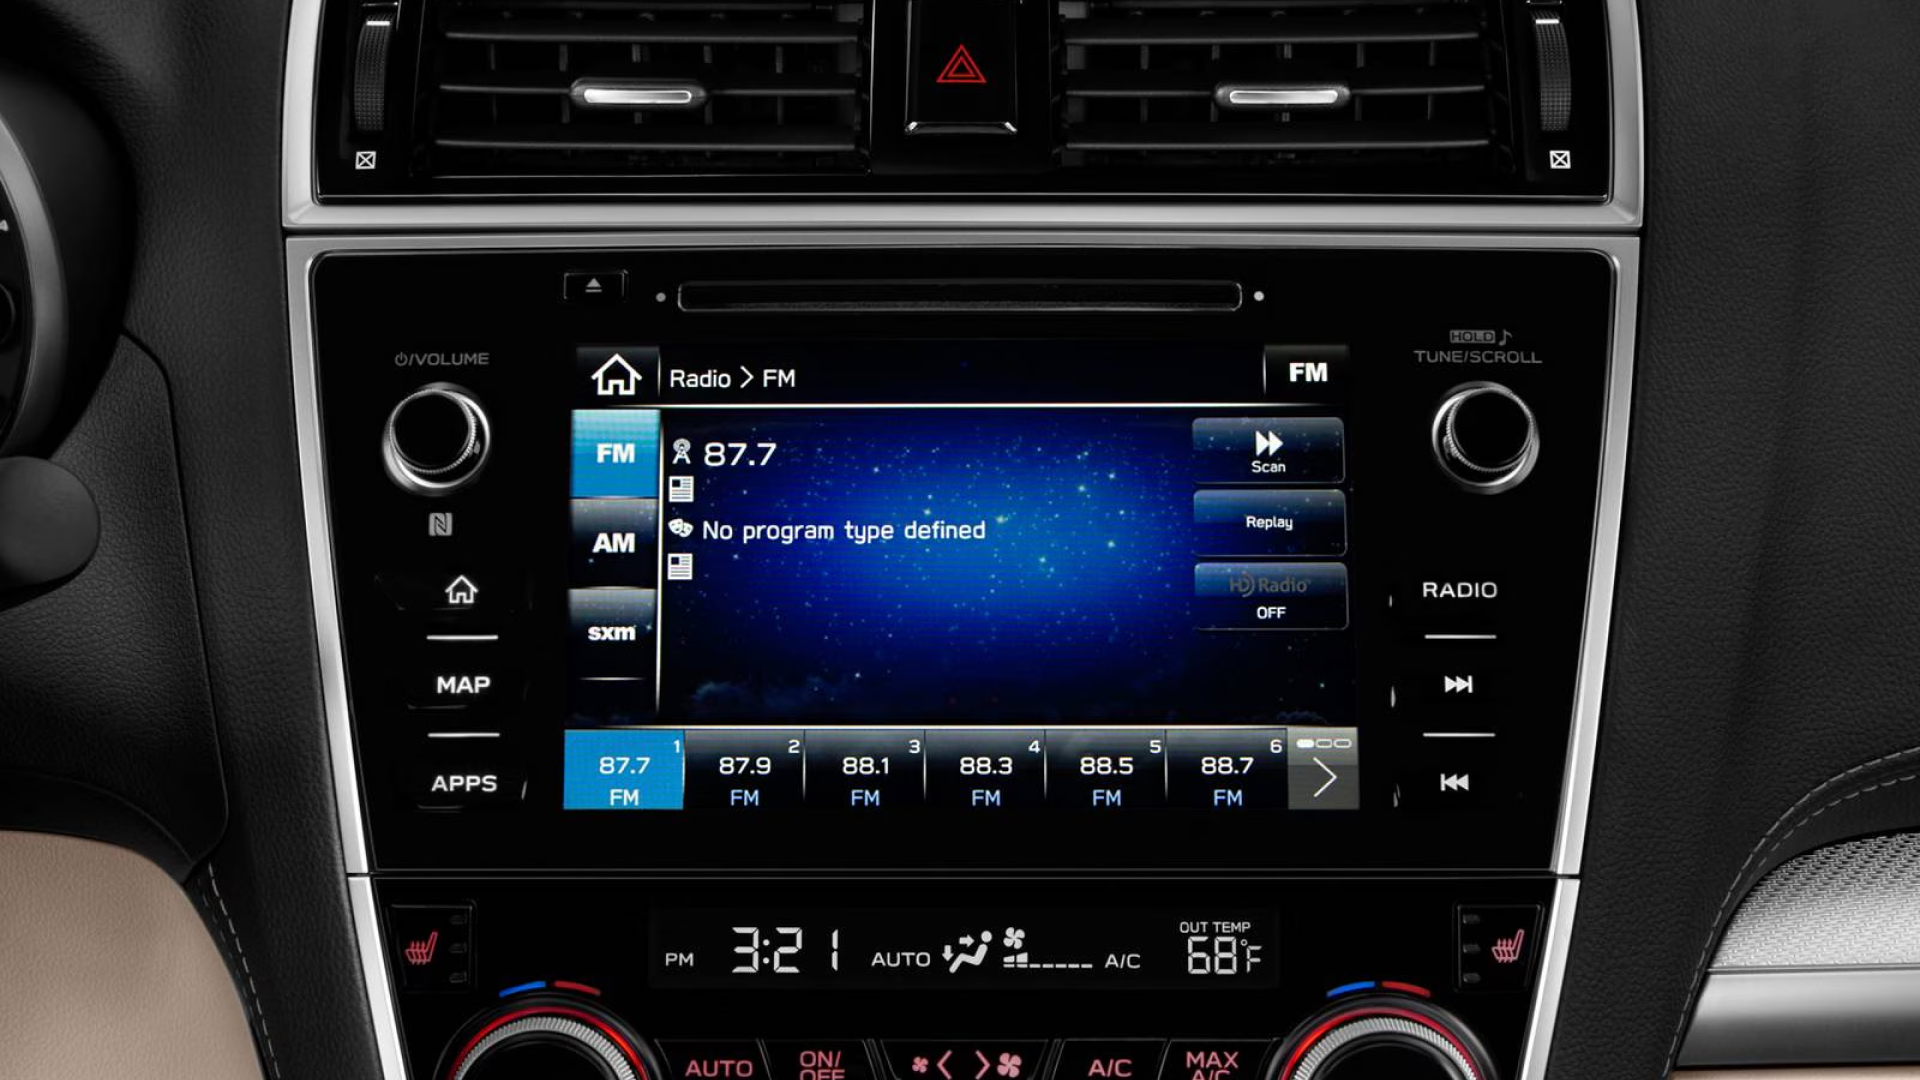 HOLD
⏻/VOLUME
TUNE/SCROLL
Radio > FM
FM
FM
87.7
Scan
AM
No program type defined
Replay
HD Radio
OFF
sxm
MAP
APPS
RADIO
1 2 3 4 5 6
87.7 87.9 88.1 88.3 88.5 88.7
FM FM FM FM FM FM
OUT TEMP
PM 3:21 AUTO A/C 68°F
AUTO
ON/
OFF
A/C
MAX
A/C